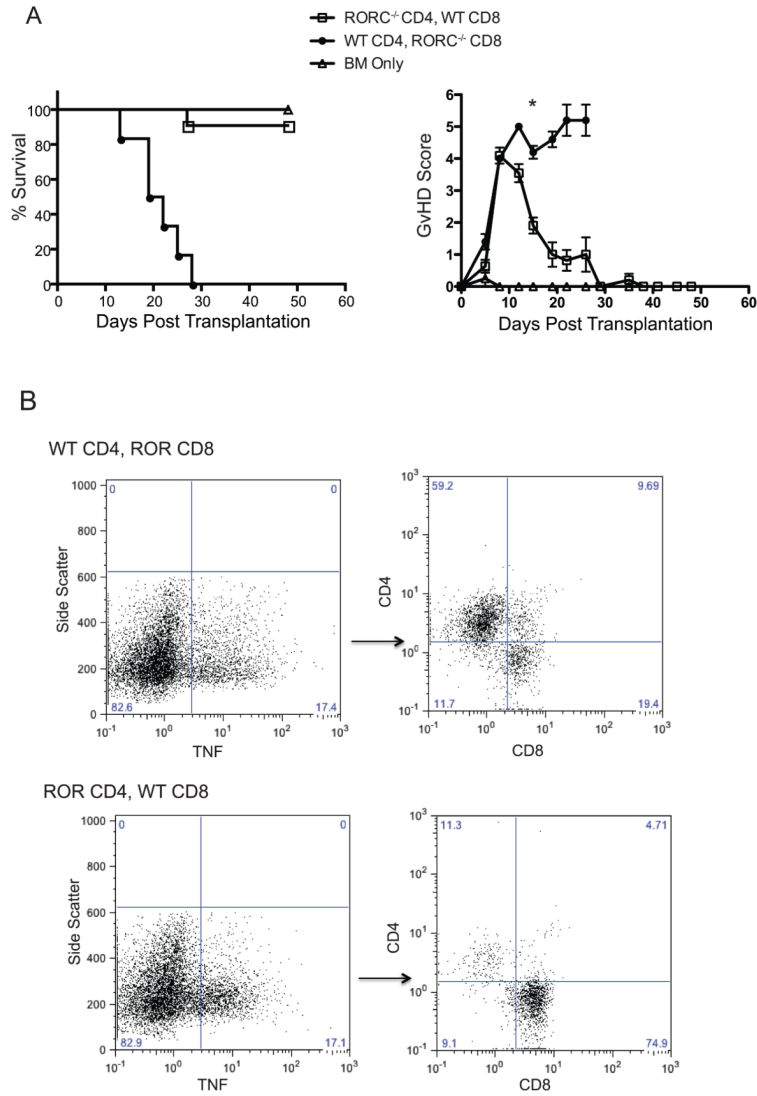 A
RORC-/- CD4, WT CD8
WT CD4, RORC-/- CD8
BM Only
% Survival
100
80
60
40
20
0
0 10 20 30 40 50 60
Days Post Transplantation
GvHD Score
6
5
4
3
2
1
0
*
0 10 20 30 40 50 60
Days Post Transplantation
B
WT CD4, ROR CD8
Side Scatter
1000
800
600
400
200
0
0 0
82.6 17.4
10-1 100 101 102 103
TNF
CD4
103
102
101
100
10-1
59.2 9.69
11.7 19.4
10-1 100 101 102 103
CD8
ROR CD4, WT CD8
Side Scatter
1000
800
600
400
200
0
0 0
82.9 17.1
10-1 100 101 102 103
TNF
CD4
103
102
101
100
10-1
11.3 4.71
9.1 74.9
10-1 100 101 102 103
CD8